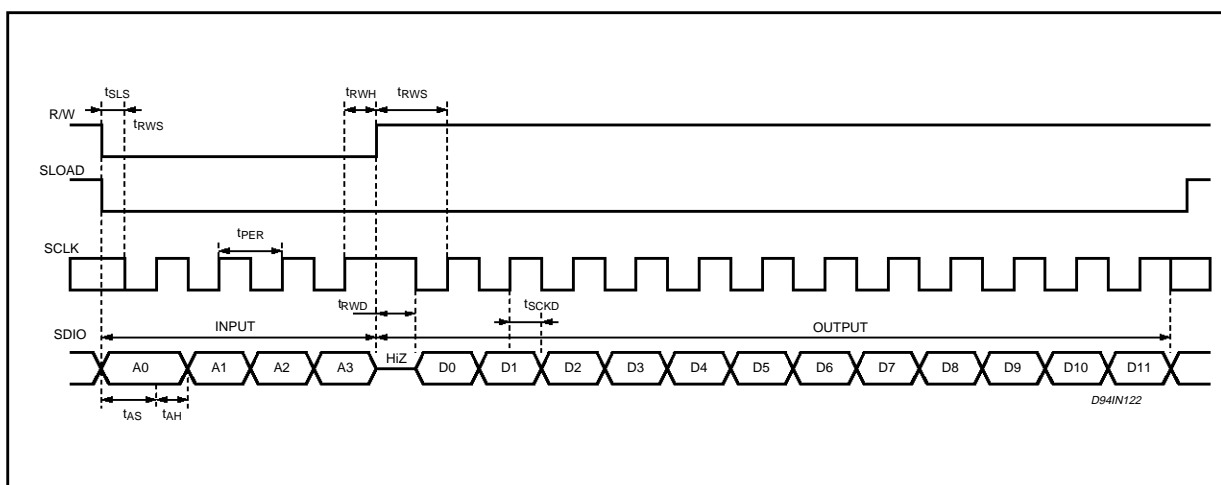 tSLS tRWH tRWS
R/W
tRWS
SLOAD
tPER
SCLK
tRWD tSCKD
INPUT OUTPUT
SDIO
A0 A1 A2 A3 HiZ D0 D1 D2 D3 D4 D5 D6 D7 D8 D9 D10 D11
tAS tAH
D94IN122